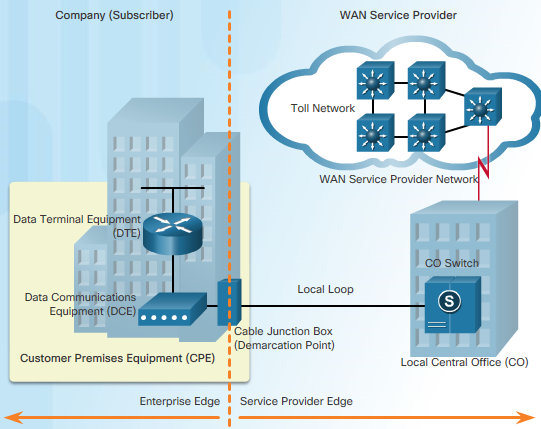 Company (Subscriber)
WAN Service Provider
Toll Network
WAN Service Provider Network
Data Terminal Equipment
(DTE)
CO Switch
S
Data Communications
Equipment (DCE)
Local Loop
Cable Junction Box
(Demarcation Point)
Customer Premises Equipment (CPE)
Local Central Office (CO)
Enterprise Edge
Service Provider Edge